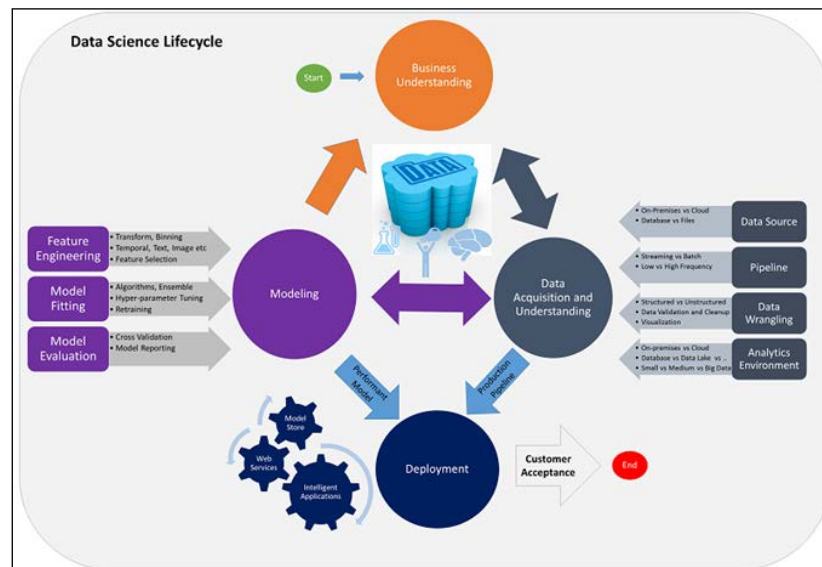 Data Science Lifecycle
Start
Business
Understanding
DATA
Feature
Engineering
• Transform, Binning
• Temporal, Text, Image etc
• Feature Selection
Model
Fitting
• Algorithms, Ensemble
• Hyper-parameter Tuning
• Retraining
Model
Evaluation
• Cross Validation
• Model Reporting
Modeling
Data
Acquisition and
Understanding
• On-Premises vs Cloud
• Database vs Files
Data Source
• Streaming vs Batch
• Low vs High Frequency
Pipeline
• Structured vs Unstructured
• Data Validation and Cleanup
• Visualization
Data
Wrangling
• On-premises vs Cloud
• Database vs Data Lake vs ..
• Small vs Medium vs Big Data
Analytics
Environment
Performant
Model
Production
Pipeline
Model
Store
Web
Services
Intelligent
Applications
Deployment
Customer
Acceptance
End